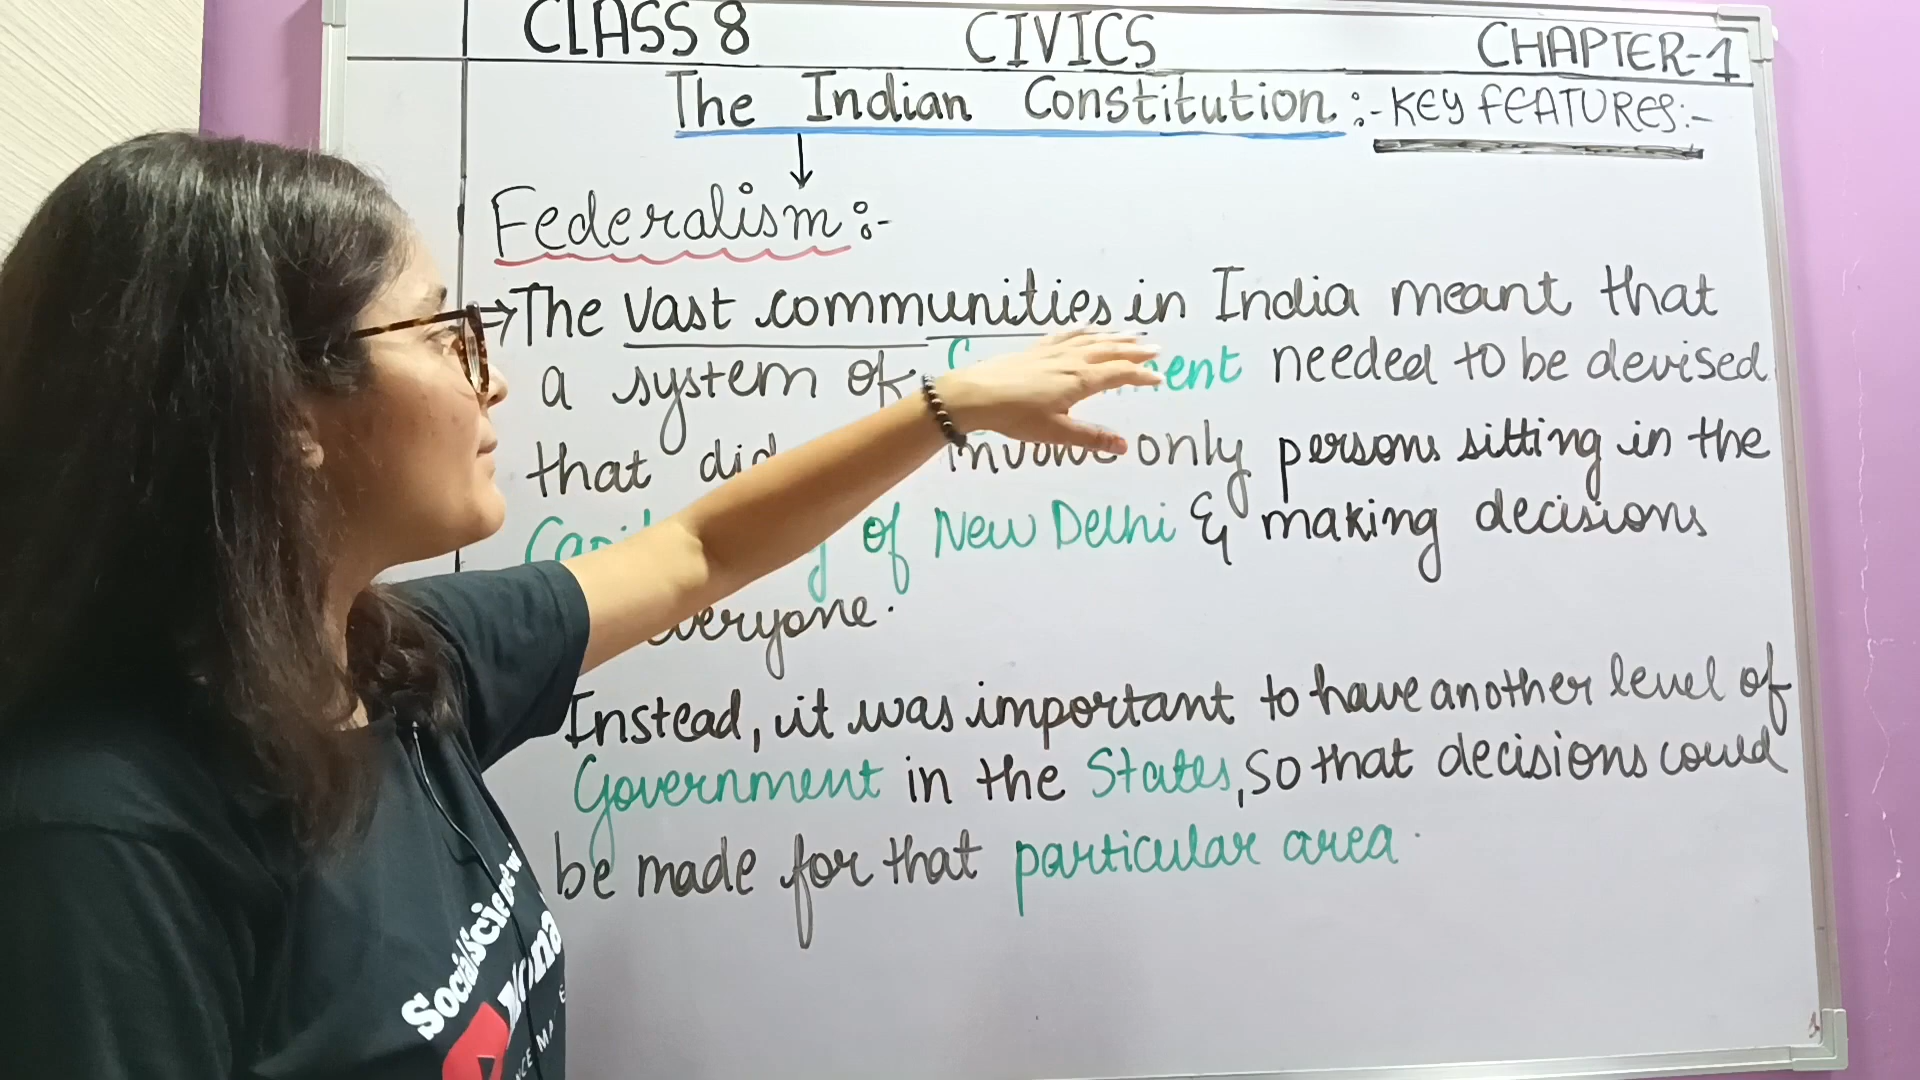 CLASS 8 CIVICS CHAPTER-1
The Indian Constitution :- KEY FEATURES:-
Federalism :-
⇒ The vast communities in India meant that
a system of needed to be devised
that did involve only persons sitting in the
of New Delhi & making decisions
everyone.
Instead, it was important to have another level of
Government in the States, so that decisions could
be made for that particular area.
Social Science